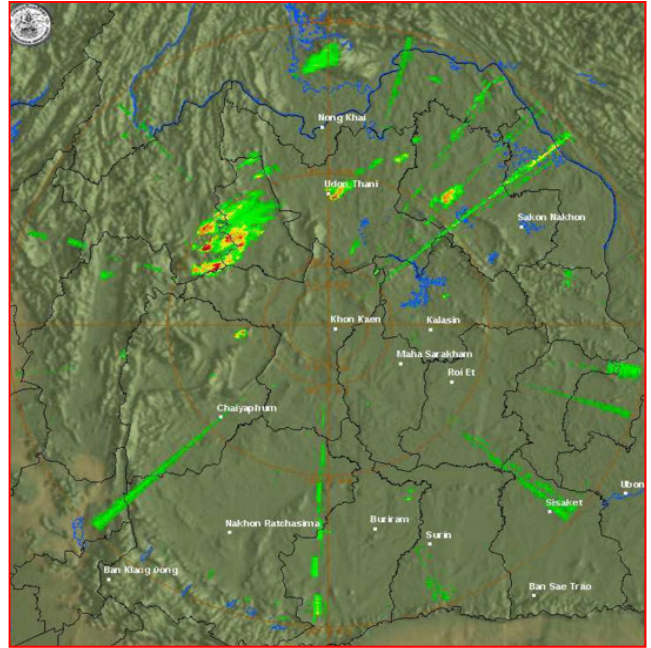 Nong Khai
Udon Thani
Sakon Nakhon
Khon Kaen
Kalasin
Maha Sarakham
Roi Et
Chaiyaphum
Ubon
Sisaket
Nakhon Ratchasima
Buriram
Surin
Ban Klang Dong
Ban Sae Trao